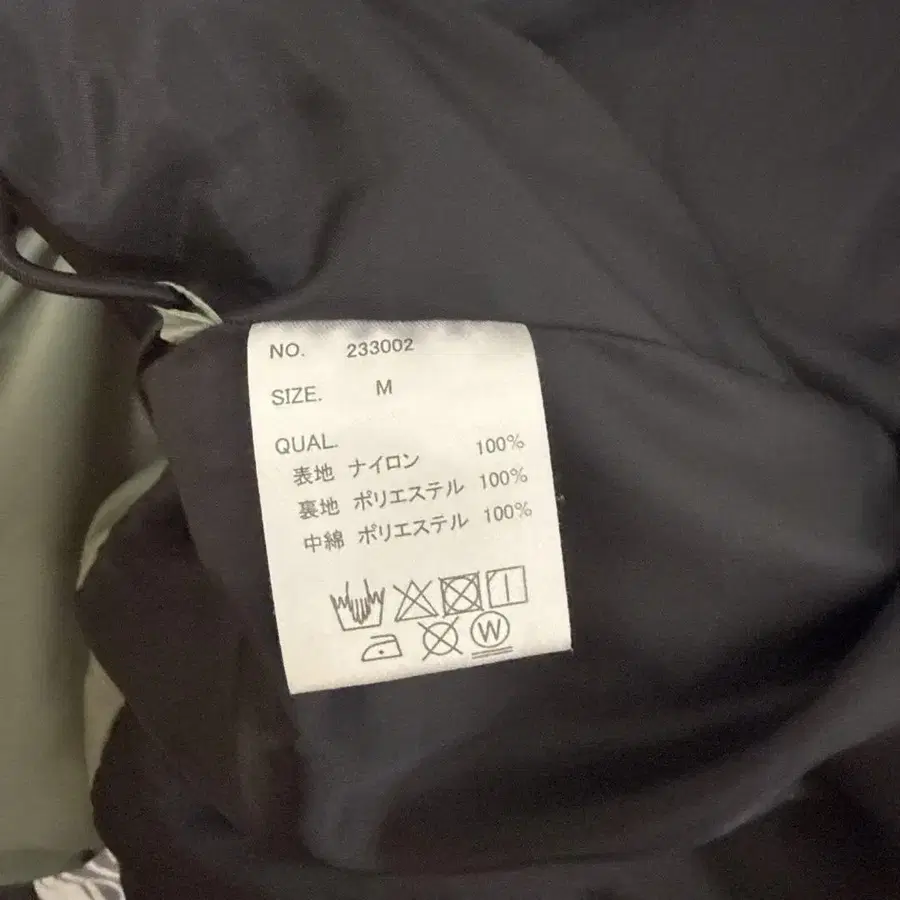 NO. 233002
SIZE. M
QUAL.
表地 ナイロン 100%
裏地 ポリエステル 100%
中綿 ポリエステル 100%
W